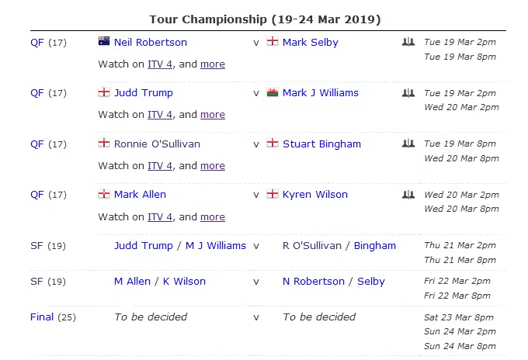 Tour Championship (19-24 Mar 2019)
QF (17) Neil Robertson v Mark Selby Tue 19 Mar 2pm
Tue 19 Mar 8pm
Watch on ITV 4, and more
QF (17) Judd Trump v Mark J Williams Tue 19 Mar 2pm
Wed 20 Mar 2pm
Watch on ITV 4, and more
QF (17) Ronnie O'Sullivan v Stuart Bingham Tue 19 Mar 8pm
Wed 20 Mar 8pm
Watch on ITV 4, and more
QF (17) Mark Allen v Kyren Wilson Wed 20 Mar 2pm
Wed 20 Mar 8pm
Watch on ITV 4, and more
SF (19) Judd Trump / M J Williams v R O'Sullivan / Bingham Thu 21 Mar 2pm
Thu 21 Mar 8pm
SF (19) M Allen / K Wilson v N Robertson / Selby Fri 22 Mar 2pm
Fri 22 Mar 8pm
Final (25) To be decided v To be decided Sat 23 Mar 8pm
Sun 24 Mar 2pm
Sun 24 Mar 8pm